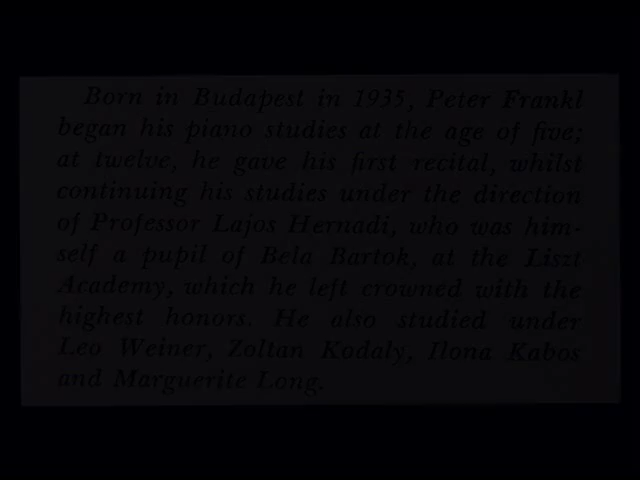 Born in Budapest in 1935, Peter Frankl
began his piano studies at the age of five;
at twelve, he gave his first recital, whilst
continuing his studies under the direction
of Professor Lajos Hernadi, who was him-
self a pupil of Bela Bartok, at the Liszt
Academy, which he left crowned with the
highest honors. He also studied under
Leo Weiner, Zoltan Kodaly, Ilona Kabos
and Marguerite Long.